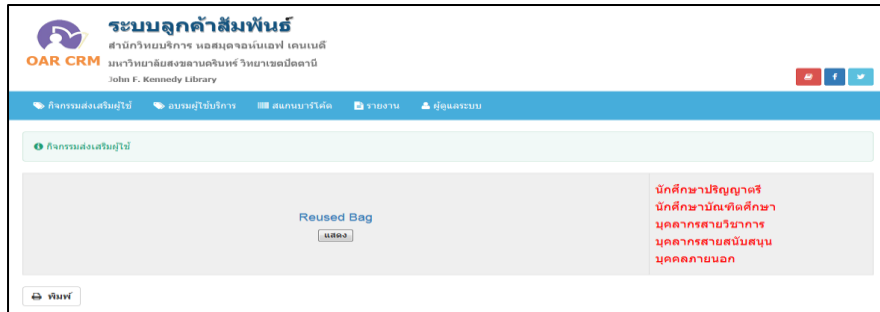 ระบบลูกค้าสัมพันธ์
สำนักวิทยบริการ หอสมุดจอห์นเอฟ เคนเนดี
OAR CRM
มหาวิทยาลัยสงขลานครินทร์ วิทยาเขตปัตตานี
John F. Kennedy Library
กิจกรรมส่งเสริมผู้ใช้ อบรมผู้ใช้บริการ สแกนบาร์โค้ด รายงาน ผู้ดูแลระบบ
กิจกรรมส่งเสริมผู้ใช้
Reused Bag
แสดง
นักศึกษาปริญญาตรี
นักศึกษาบัณฑิตศึกษา
บุคลากรสายวิชาการ
บุคลากรสายสนับสนุน
บุคคลภายนอก
พิมพ์